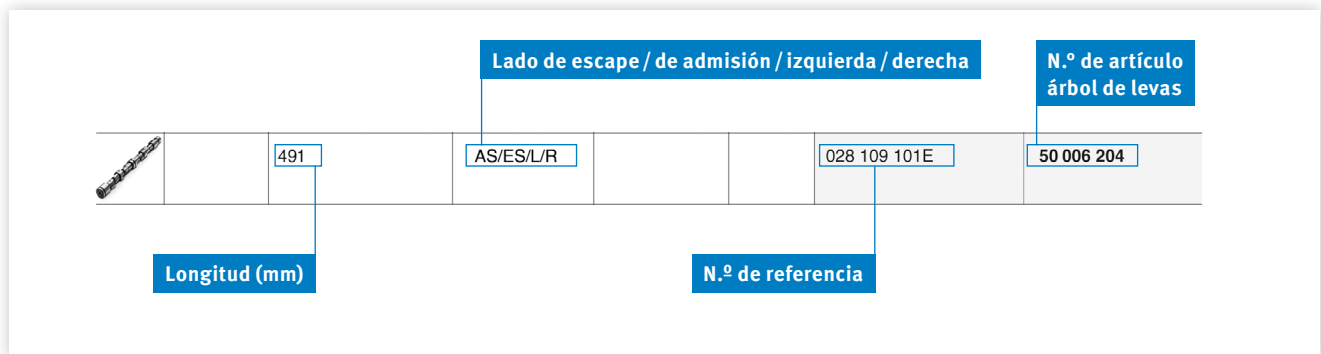 Lado de escape / de admisión / izquierda / derecha
N.º de artículo
árbol de levas
491
AS/ES/L/R
028 109 101E
50 006 204
Longitud (mm)
N.º de referencia